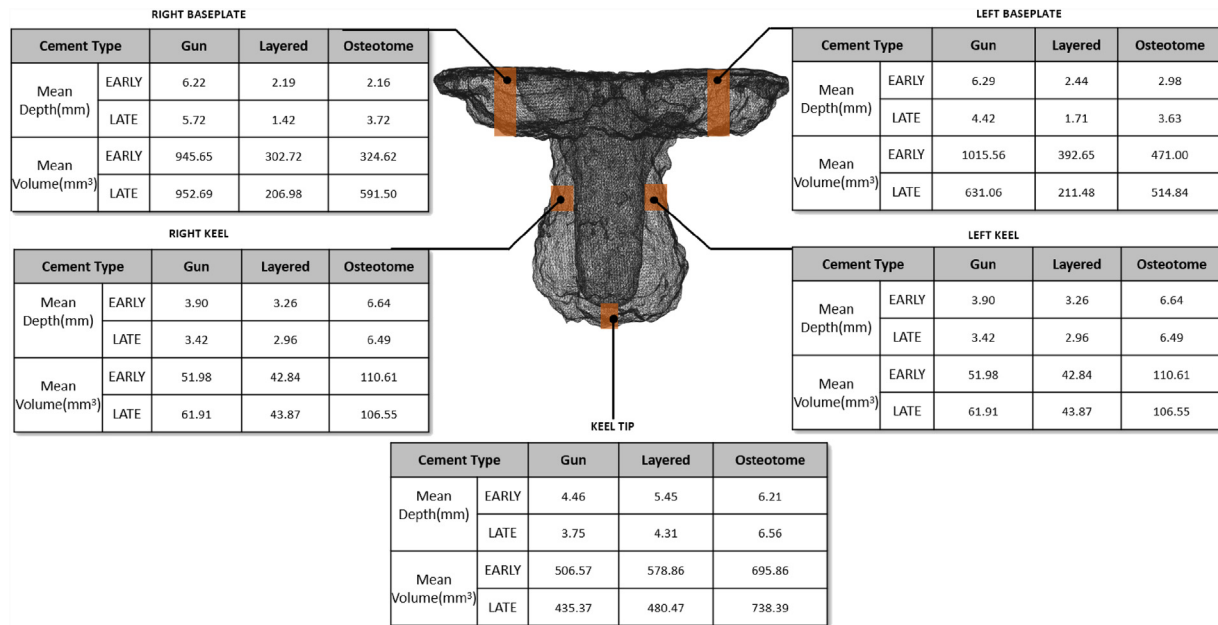 RIGHT BASEPLATE
Cement Type Gun Layered Osteotome
Mean Depth(mm) EARLY 6.22 2.19 2.16
LATE 5.72 1.42 3.72
Mean Volume(mm³) EARLY 945.65 302.72 324.62
LATE 952.69 206.98 591.50
LEFT BASEPLATE
Cement Type Gun Layered Osteotome
Mean Depth(mm) EARLY 6.29 2.44 2.98
LATE 4.42 1.71 3.63
Mean Volume(mm³) EARLY 1015.56 392.65 471.00
LATE 631.06 211.48 514.84
RIGHT KEEL
Cement Type Gun Layered Osteotome
Mean Depth(mm) EARLY 3.90 3.26 6.64
LATE 3.42 2.96 6.49
Mean Volume(mm³) EARLY 51.98 42.84 110.61
LATE 61.91 43.87 106.55
LEFT KEEL
Cement Type Gun Layered Osteotome
Mean Depth(mm) EARLY 3.90 3.26 6.64
LATE 3.42 2.96 6.49
Mean Volume(mm³) EARLY 51.98 42.84 110.61
LATE 61.91 43.87 106.55
KEEL TIP
Cement Type Gun Layered Osteotome
Mean Depth(mm) EARLY 4.46 5.45 6.21
LATE 3.75 4.31 6.56
Mean Volume(mm³) EARLY 506.57 578.86 695.86
LATE 435.37 480.47 738.39